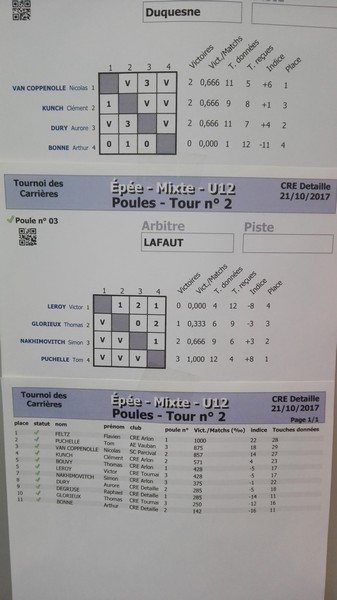 Duquesne
Victoires
Vict./Matchs
T. données
T. reçues
Indice
Place
1 2 3 4
VAN COPPENOLLE Nicolas 1 V 3 V 2 0,666 11 5 +6 1
KUNCH Clément 2 1 V V 2 0,666 9 8 +1 3
DURY Aurore 3 V 3 V 2 0,666 11 7 +4 2
BONNE Arthur 4 0 1 0 0 0,000 1 12 -11 4
Tournoi des Carrières
Épée - Mixte - U12
Poules - Tour n° 2
CRE Detaille
21/10/2017
Poule n° 03
Arbitre
Piste
LAFAUT
Victoires
Vict./Matchs
T. données
T. reçues
Indice
Place
1 2 3 4
LEROY Victor 1 1 2 1 0 0,000 4 12 -8 4
GLORIEUX Thomas 2 V 0 2 1 0,333 6 9 -3 3
NAKHIMOVITCH Simon 3 V V 1 2 0,666 9 6 +3 2
PUCHELLE Tom 4 V V V 3 1,000 12 4 +8 1
Tournoi des Carrières
Épée - Mixte - U12
Poules - Tour n° 2
CRE Detaille
21/10/2017
Page 1/1
place statut nom prénom club poule n° Vict./Matchs (‰) indice Touches données
1 FELTZ Flavien CRE Arlon 1 1000 22 28
2 PUCHELLE Tom AE Vauban 3 875 18 29
3 VAN COPPENOLLE Nicolas SC Parcival 2 857 14 27
4 KUNCH Clément CRE Arlon 2 571 4 23
5 BOUVY Thomas CRE Arlon 1 428 -5 17
LEROY Victor CRE Tournai 3 428 -5 17
NAKHIMOVITCH Simon CRE Arlon 3 375 -1 22
8 DURY Aurore CRE Detaille 2 285 -5 18
DEGREUSE Raphaël CRE Detaille 1 285 -14 11
10 GLORIEUX Thomas CRE Tournai 3 250 -12 16
11 BONNE Arthur CRE Detaille 2 142 -16 11